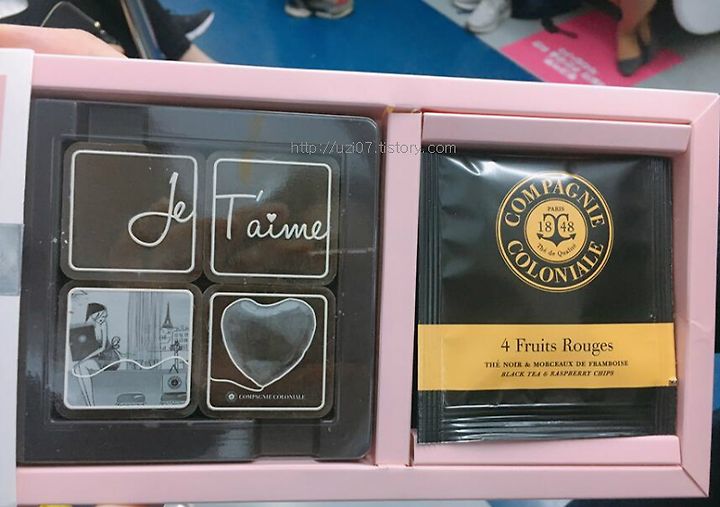 http://uzi07.tistory.com
Je T'aime
COMPAGNIE COLONIALE
COMPAGNIE
PARIS
18 48
Thé de Qualité
COLONIALE
4 Fruits Rouges
THÉ NOIR & MORCEAUX DE FRAMBOISE
BLACK TEA & RASPBERRY CHIPS